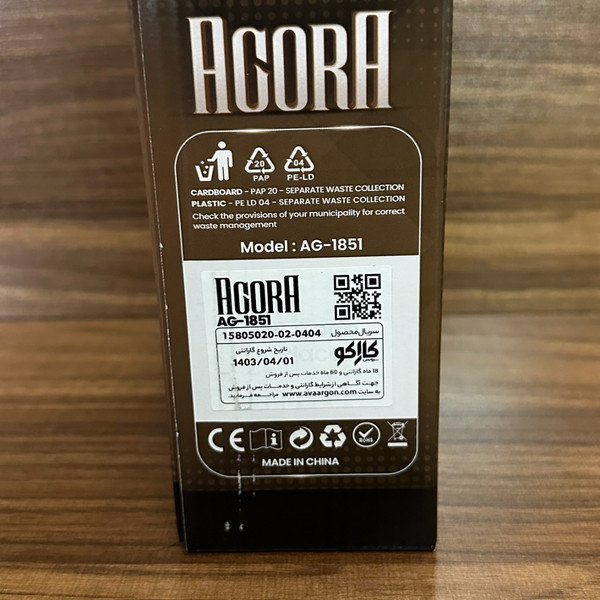 AGORA
20
PAP
04
PE-LD
CARDBOARD - PAP 20 - SEPARATE WASTE COLLECTION
PLASTIC - PE LD 04 - SEPARATE WASTE COLLECTION
Check the provisions of your municipality for correct
waste management
Model : AG-1851
AGORA
AG-1851
15805020-02-0404 سریال محصول
تاریخ شروع گارانتی
کاراکو
سرویس
1403/04/01
18 ماه گارانتی و 60 ماه خدمات پس از فروش
جهت آگاهی از شرایط گارانتی و خدمات پس از فروش
به سایت www.avaargon.com مراجعه فرمایید.
CE
i
ROHS
MADE IN CHINA